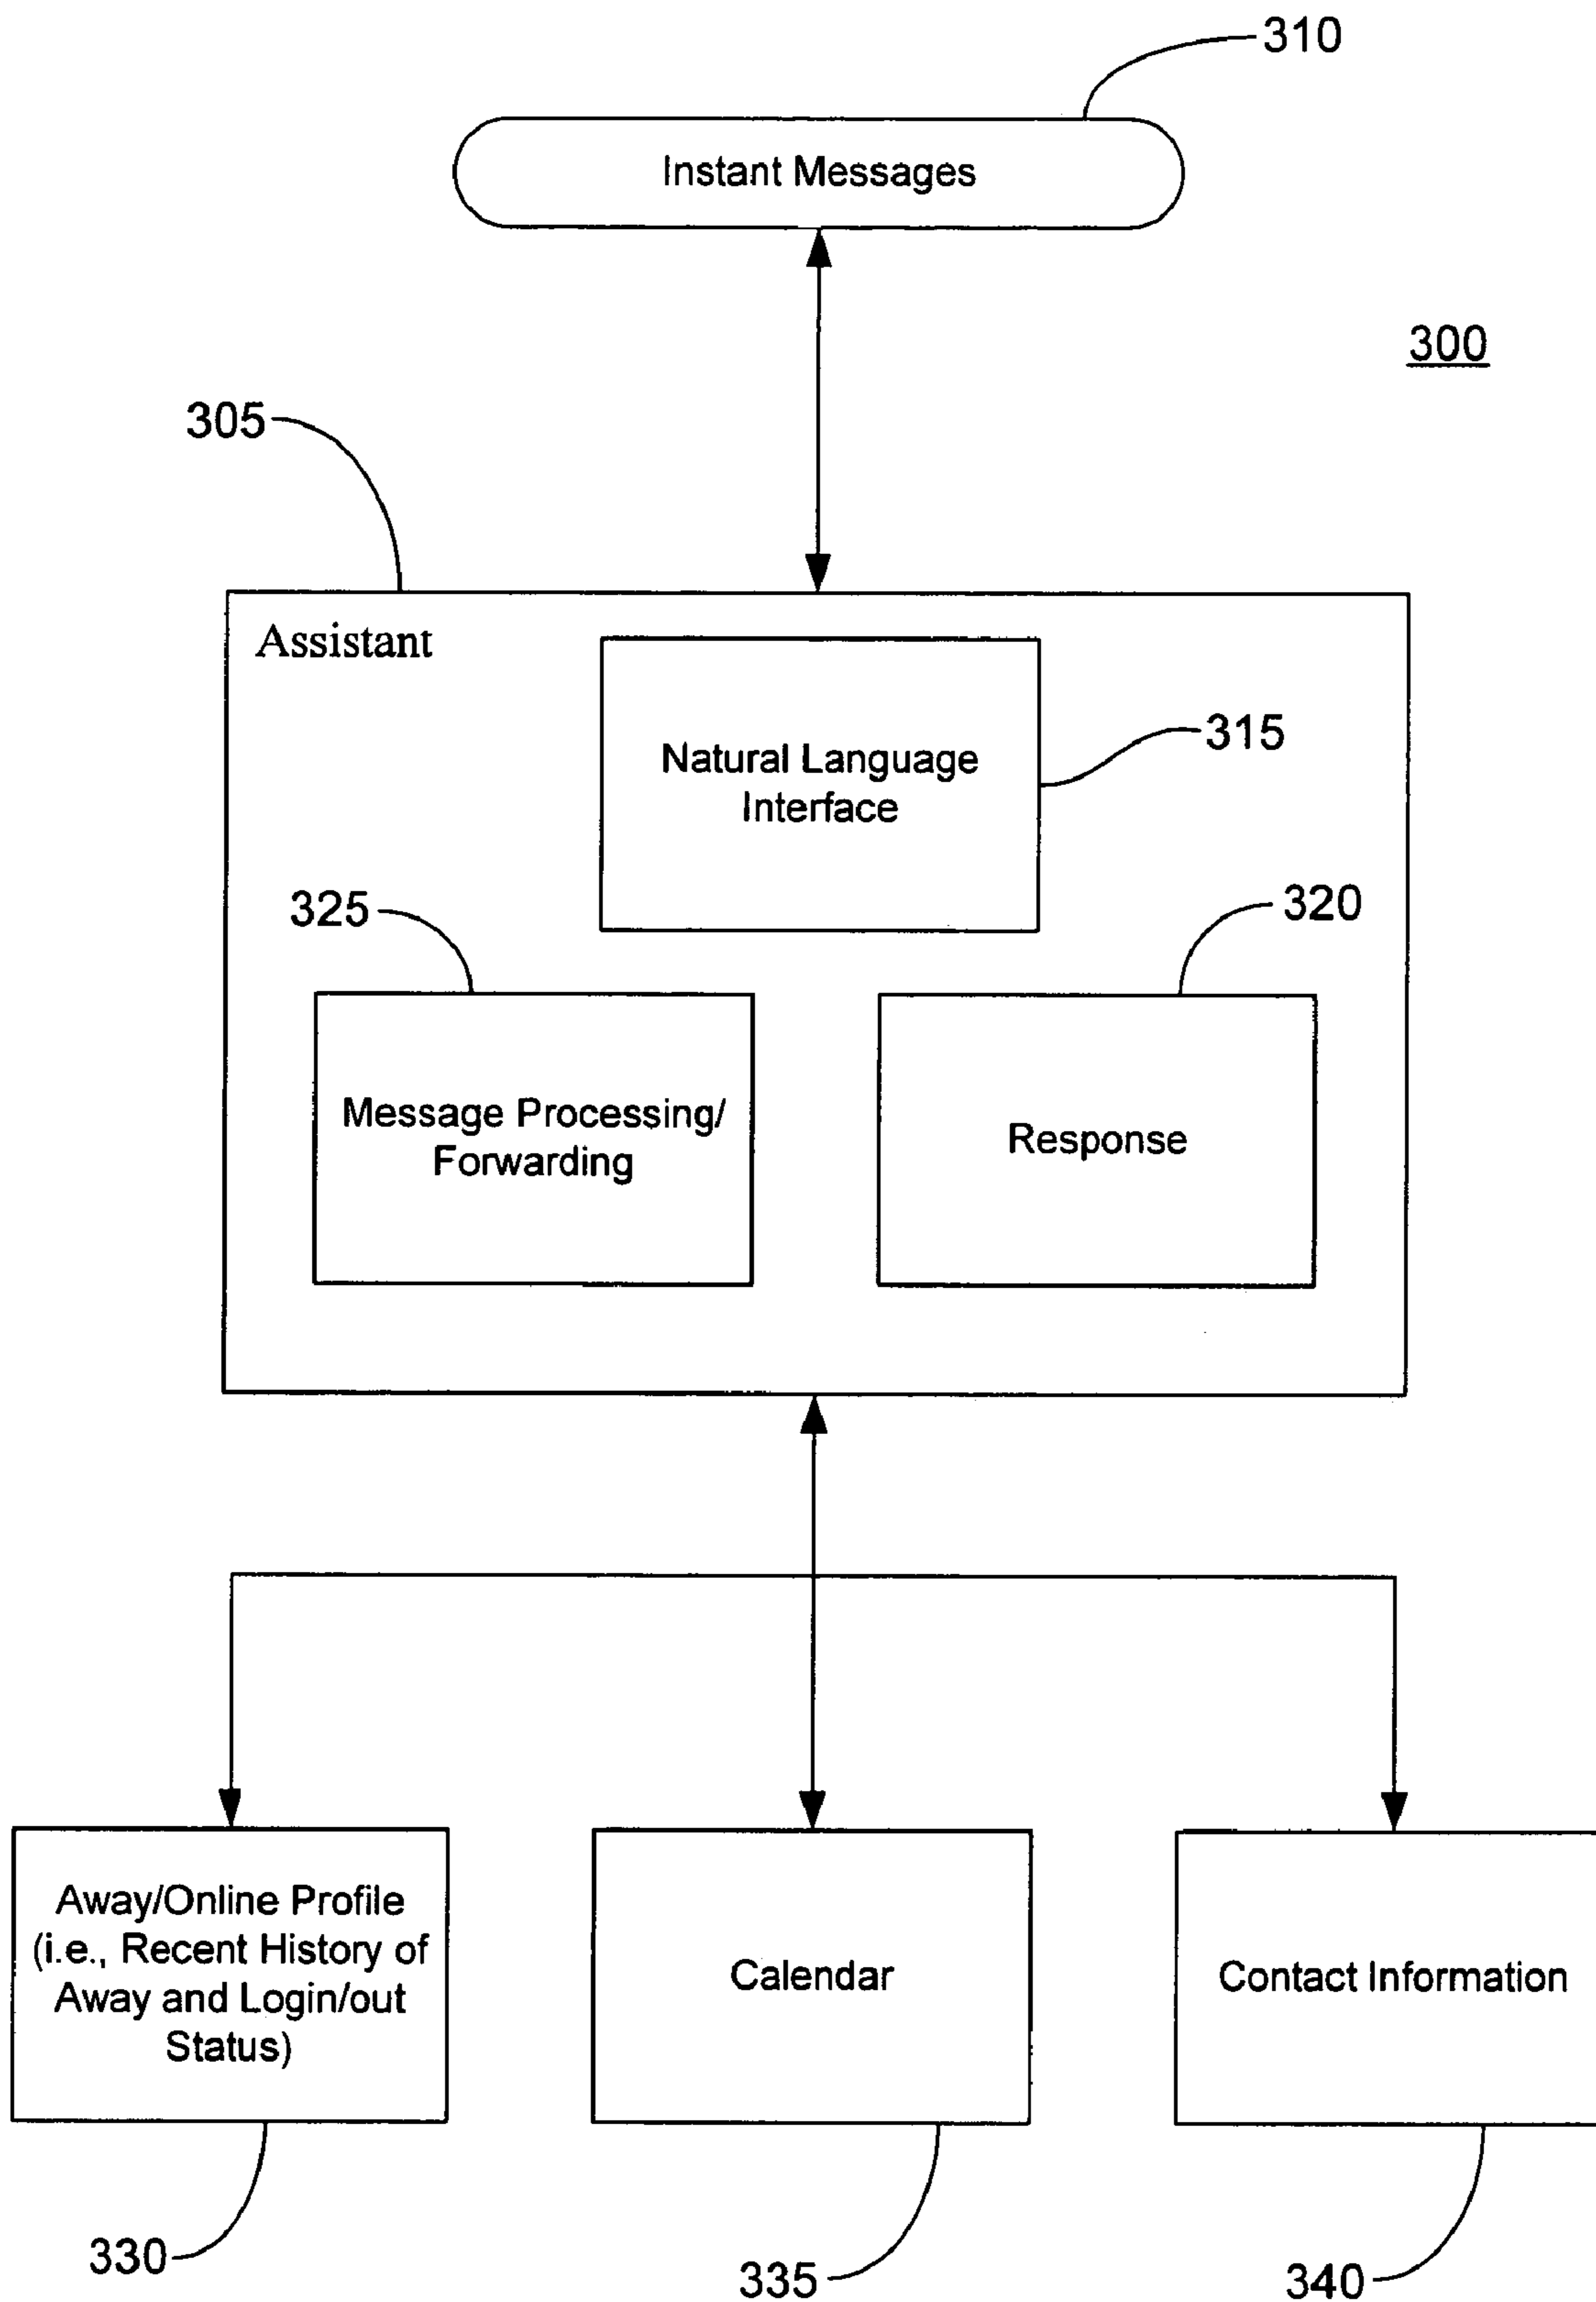 310
Instant Messages
300
305
Assistant
Natural Language
Interface
315
325
320
Message Processing/
Forwarding
Response
Away/Online Profile
(i.e., Recent History of
Away and Login/out
Status)
Calendar
Contact Information
330
335
340